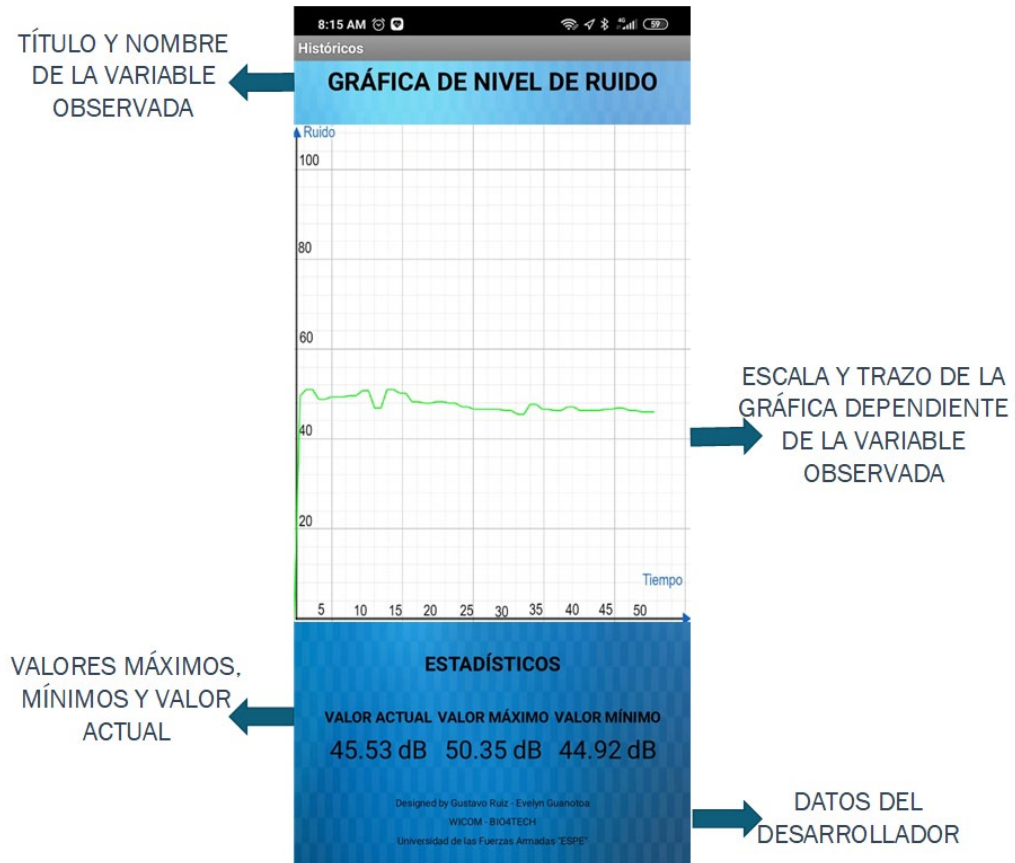 8:15 AM
4G
59
Históricos
TÍTULO Y NOMBRE
DE LA VARIABLE
OBSERVADA
GRÁFICA DE NIVEL DE RUIDO
Ruido
100
80
60
40
20
Tiempo
5 10 15 20 25 30 35 40 45 50
ESCALA Y TRAZO DE LA
GRÁFICA DEPENDIENTE
DE LA VARIABLE
OBSERVADA
VALORES MÁXIMOS,
MÍNIMOS Y VALOR
ACTUAL
ESTADÍSTICOS
VALOR ACTUAL VALOR MÁXIMO VALOR MÍNIMO
45.53 dB 50.35 dB 44.92 dB
Designed by Gustavo Ruiz - Evelyn Guanotoa
WICOM - BIO4TECH
Universidad de las Fuerzas Armadas "ESPE"
DATOS DEL
DESARROLLADOR